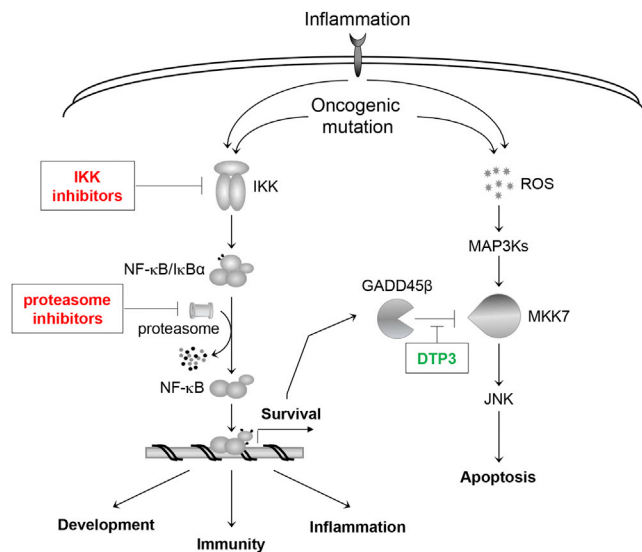 Inflammation
Oncogenic
mutation
IKK
inhibitors
IKK
ROS
MAP3Ks
NF-κB/IκBα
GADD45β
MKK7
proteasome
inhibitors
proteasome
DTP3
NF-κB
JNK
Survival
Apoptosis
Development
Immunity
Inflammation